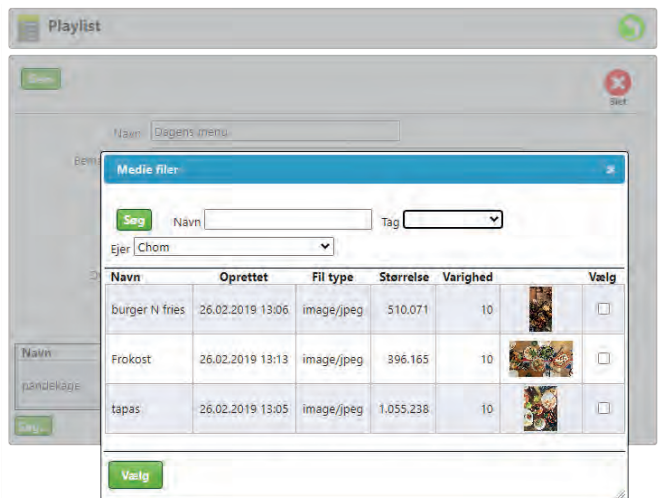 Playlist
Slet
Navn Dagens menu
Medie filer
Søg Navn Tag
Ejer Chom
Navn Oprettet Fil type Størrelse Varighed Vælg
burger N fries 26.02.2019 13:06 image/jpeg 510.071 10
Frokost 26.02.2019 13:13 image/jpeg 396.165 10
tapas 26.02.2019 13:05 image/jpeg 1.055.238 10
Navn
pandekage
Søg
Vælg